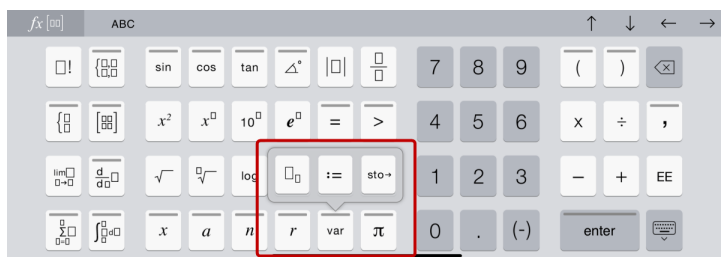 fx ABC ↑ ↓ ← →
▯! sin cos tan ∠° |▯| 7 8 9 ( )
x² x▯ 10▯ e▯ = > 4 5 6 x ÷ ,
lim▯ ▯→▯ d/d▯ ▯ √ ▯√ log ▯▯ := sto→ 1 2 3 − + EE
▯ Σ▯ ▯=▯ ∫▯ d▯ x a n r var π 0 . (-) enter